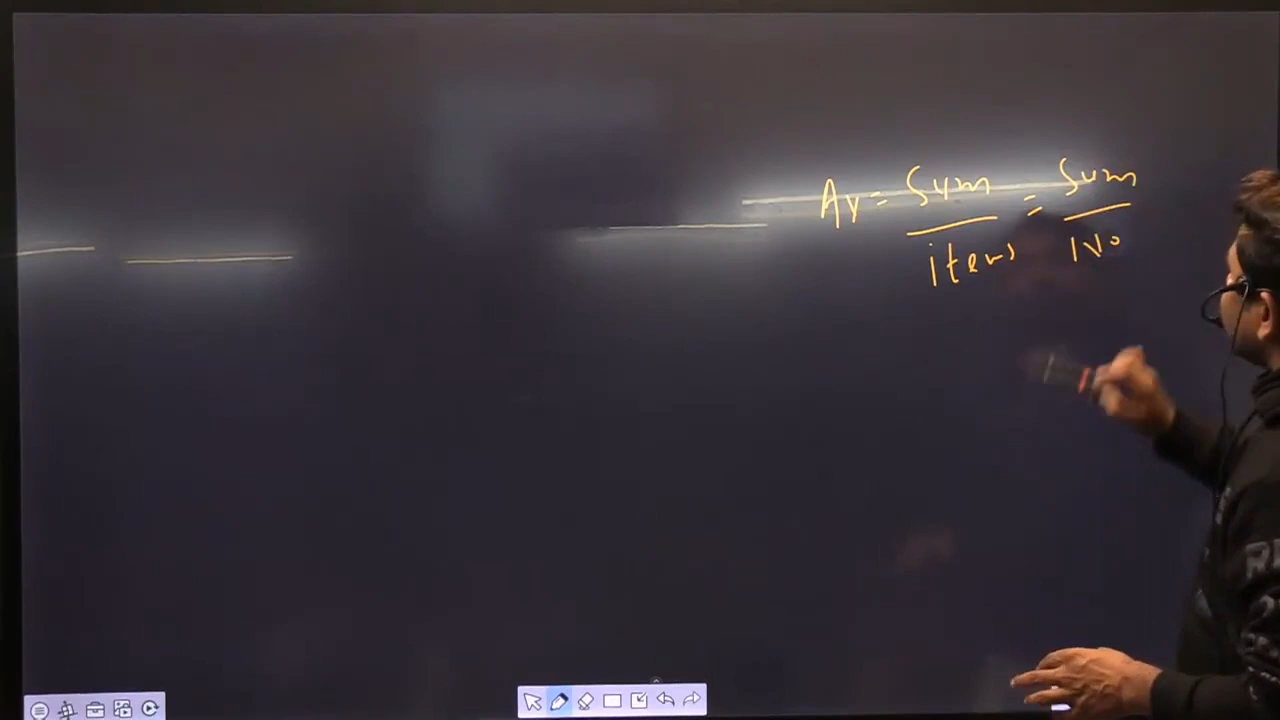 Av = Sum / items = Sum / No